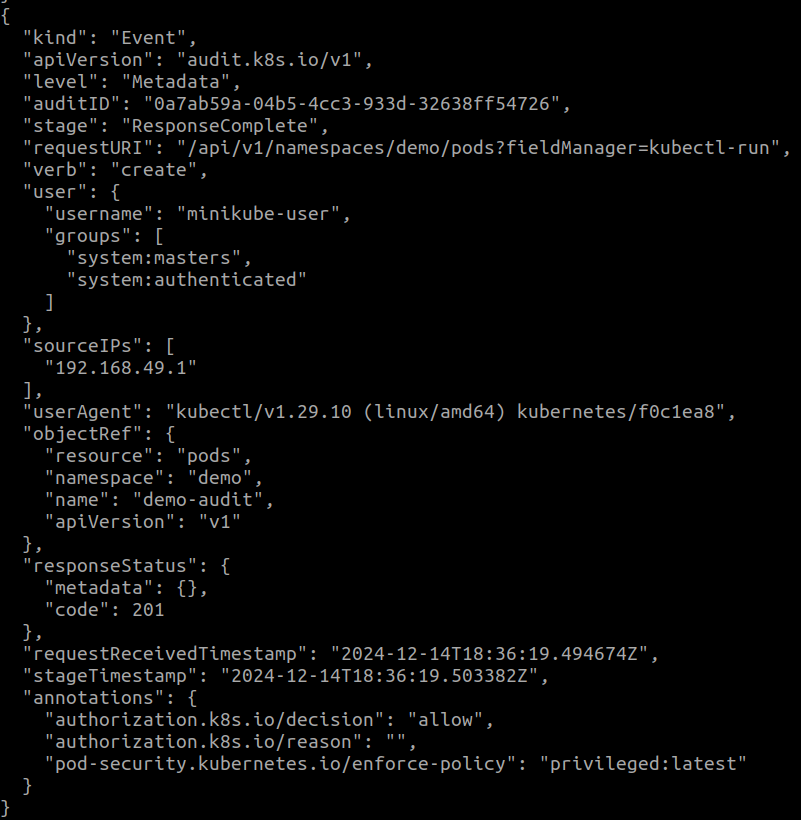 {
  "kind": "Event",
  "apiVersion": "audit.k8s.io/v1",
  "level": "Metadata",
  "auditID": "0a7ab59a-04b5-4cc3-933d-32638ff54726",
  "stage": "ResponseComplete",
  "requestURI": "/api/v1/namespaces/demo/pods?fieldManager=kubectl-run",
  "verb": "create",
  "user": {
    "username": "minikube-user",
    "groups": [
      "system:masters",
      "system:authenticated"
    ]
  },
  "sourceIPs": [
    "192.168.49.1"
  ],
  "userAgent": "kubectl/v1.29.10 (linux/amd64) kubernetes/f0c1ea8",
  "objectRef": {
    "resource": "pods",
    "namespace": "demo",
    "name": "demo-audit",
    "apiVersion": "v1"
  },
  "responseStatus": {
    "metadata": {},
    "code": 201
  },
  "requestReceivedTimestamp": "2024-12-14T18:36:19.494674Z",
  "stageTimestamp": "2024-12-14T18:36:19.503382Z",
  "annotations": {
    "authorization.k8s.io/decision": "allow",
    "authorization.k8s.io/reason": "",
    "pod-security.kubernetes.io/enforce-policy": "privileged:latest"
  }
}